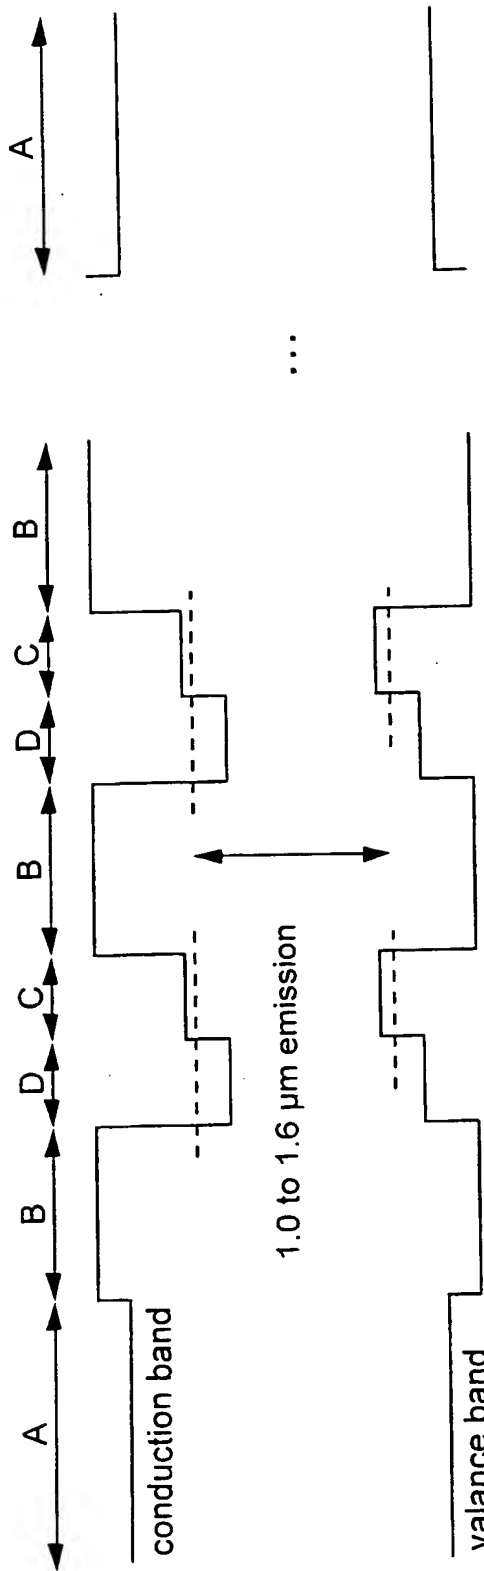 A
B
D
C
B
D
C
B
A
conduction band
1.0 to 1.6 µm emission
...
valance band